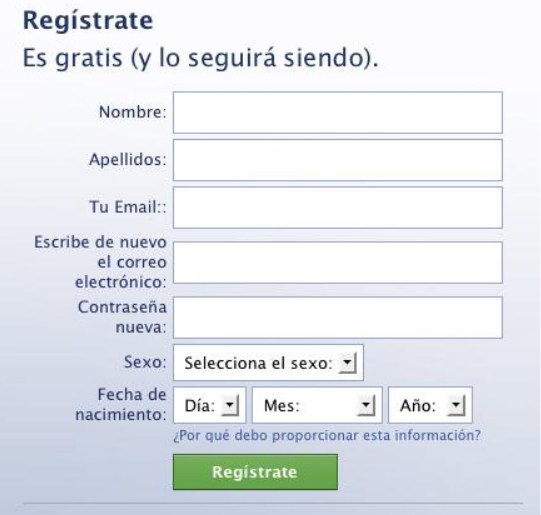 Regístrate
Es gratis (y lo seguirá siendo).
Nombre:
Apellidos:
Tu Email::
Escribe de nuevo
el correo
electrónico:
Contraseña
nueva:
Sexo: Selecciona el sexo:
Fecha de
nacimiento: Día: Mes: Año:
¿Por qué debo proporcionar esta información?
Regístrate